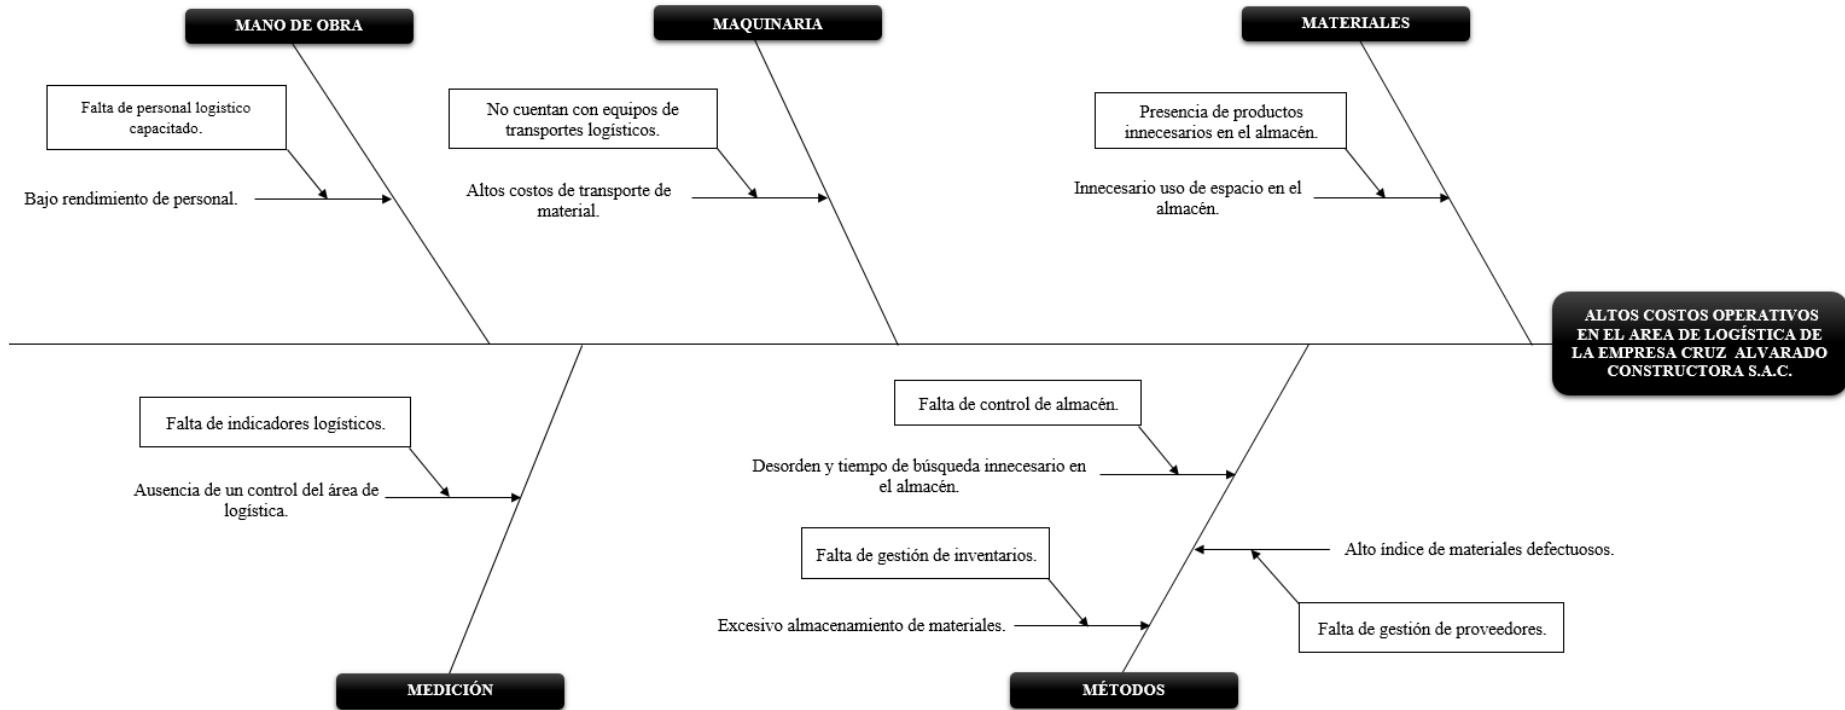 MANO DE OBRA
MAQUINARIA
MATERIALES
Falta de personal logistico
capacitado.
No cuentan con equipos de
transportes logísticos.
Presencia de productos
innecesarios en el almacén.
Bajo rendimiento de personal.
Altos costos de transporte de
material.
Innecesario uso de espacio en el
almacén.
ALTOS COSTOS OPERATIVOS
EN EL AREA DE LOGÍSTICA DE
LA EMPRESA CRUZ ALVARADO
CONSTRUCTORA S.A.C.
Falta de indicadores logísticos.
Ausencia de un control del área de
logística.
Falta de control de almacén.
Desorden y tiempo de búsqueda innecesario en
el almacén.
Falta de gestión de inventarios.
Alto índice de materiales defectuosos.
Excesivo almacenamiento de materiales.
Falta de gestión de proveedores.
MEDICIÓN
MÉTODOS